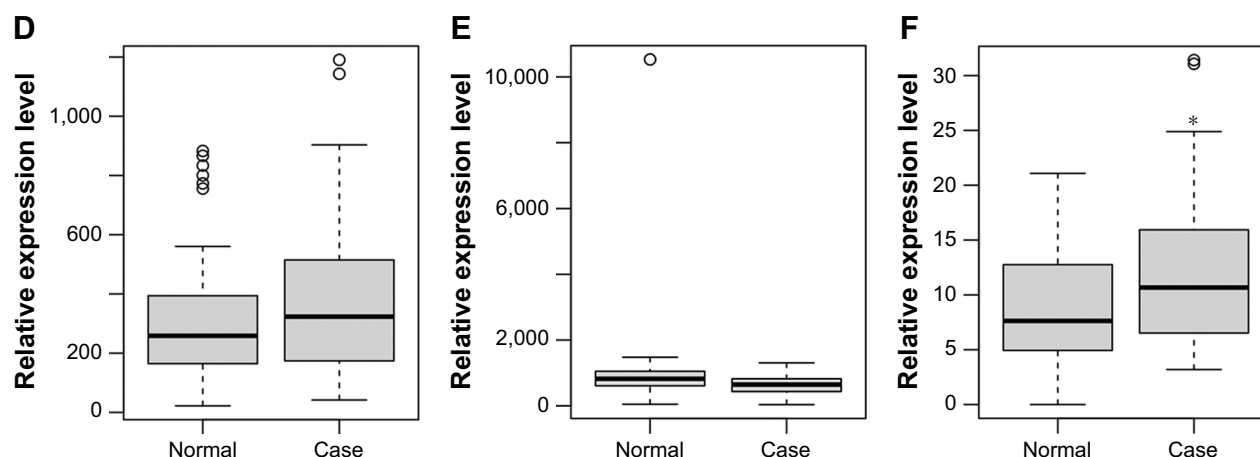 D
Relative expression level
1,000
600
200
0
Normal
Case
E
Relative expression level
10,000
6,000
2,000
0
Normal
Case
F
Relative expression level
30
25
20
15
10
5
0
*
Normal
Case